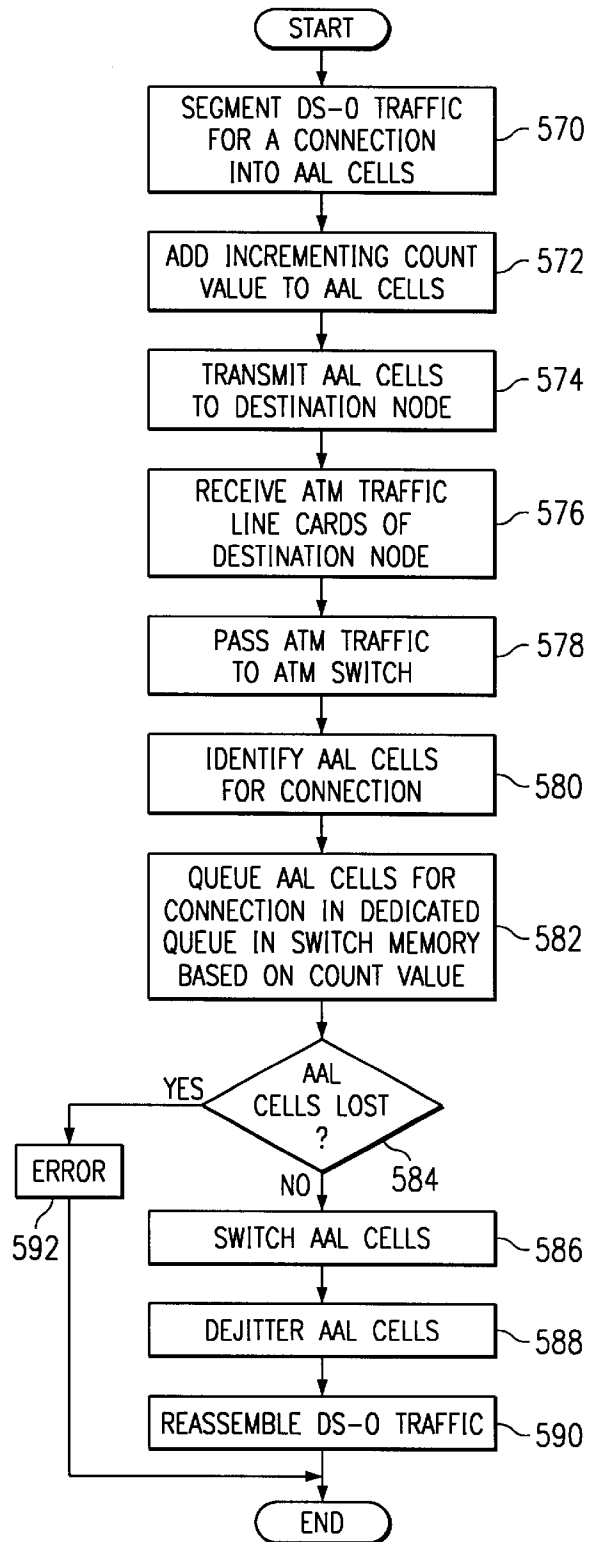 START
SEGMENT DS-0 TRAFFIC
FOR A CONNECTION
INTO AAL CELLS
570
ADD INCREMENTING COUNT
VALUE TO AAL CELLS
572
TRANSMIT AAL CELLS
TO DESTINATION NODE
574
RECEIVE ATM TRAFFIC
LINE CARDS OF
DESTINATION NODE
576
PASS ATM TRAFFIC
TO ATM SWITCH
578
IDENTIFY AAL CELLS
FOR CONNECTION
580
QUEUE AAL CELLS FOR
CONNECTION IN DEDICATED
QUEUE IN SWITCH MEMORY
BASED ON COUNT VALUE
582
AAL
CELLS LOST
?
584
YES
ERROR
592
NO
SWITCH AAL CELLS
586
DEJITTER AAL CELLS
588
REASSEMBLE DS-0 TRAFFIC
590
END